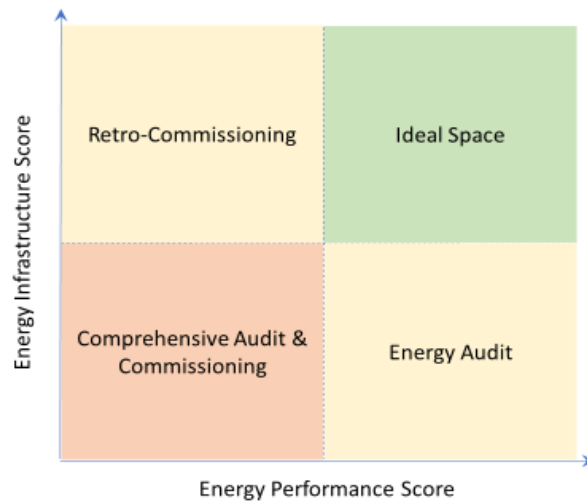 Energy Infrastructure Score
Retro-Commissioning
Ideal Space
Comprehensive Audit &
Commissioning
Energy Audit
Energy Performance Score